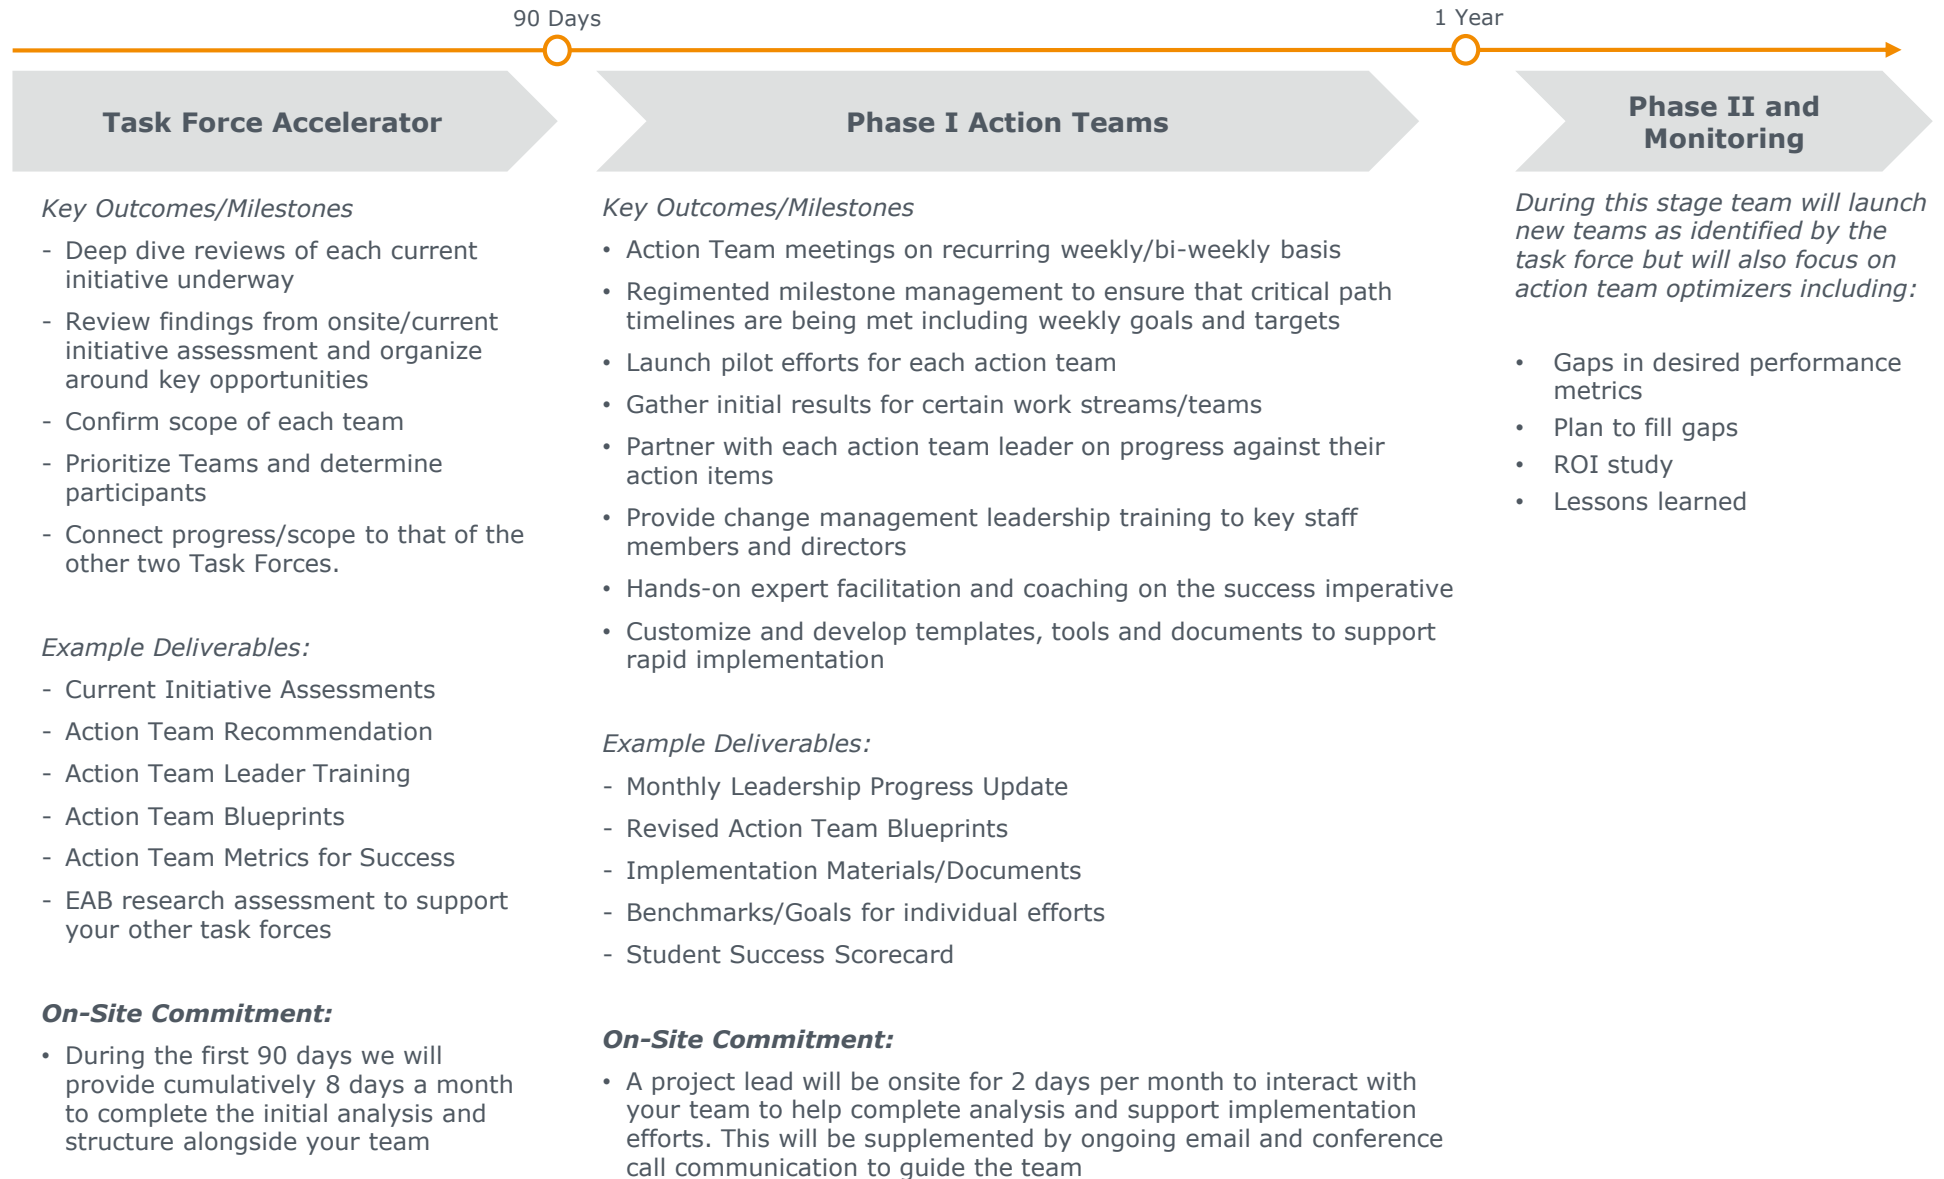 90 Days
1 Year
Task Force Accelerator
Phase I Action Teams
Phase II and
Monitoring
Key Outcomes/Milestones
- Deep dive reviews of each current
initiative underway
- Review findings from onsite/current
initiative assessment and organize
around key opportunities
- Confirm scope of each team
- Prioritize Teams and determine
participants
- Connect progress/scope to that of the
other two Task Forces.
Example Deliverables:
- Current Initiative Assessments
- Action Team Recommendation
- Action Team Leader Training
- Action Team Blueprints
- Action Team Metrics for Success
- EAB research assessment to support
your other task forces
On-Site Commitment:
• During the first 90 days we will
provide cumulatively 8 days a month
to complete the initial analysis and
structure alongside your team
Key Outcomes/Milestones
• Action Team meetings on recurring weekly/bi-weekly basis
• Regimented milestone management to ensure that critical path
timelines are being met including weekly goals and targets
• Launch pilot efforts for each action team
• Gather initial results for certain work streams/teams
• Partner with each action team leader on progress against their
action items
• Provide change management leadership training to key staff
members and directors
• Hands-on expert facilitation and coaching on the success imperative
• Customize and develop templates, tools and documents to support
rapid implementation
Example Deliverables:
- Monthly Leadership Progress Update
- Revised Action Team Blueprints
- Implementation Materials/Documents
- Benchmarks/Goals for individual efforts
- Student Success Scorecard
On-Site Commitment:
• A project lead will be onsite for 2 days per month to interact with
your team to help complete analysis and support implementation
efforts. This will be supplemented by ongoing email and conference
call communication to guide the team
During this stage team will launch
new teams as identified by the
task force but will also focus on
action team optimizers including:
• Gaps in desired performance
metrics
• Plan to fill gaps
• ROI study
• Lessons learned